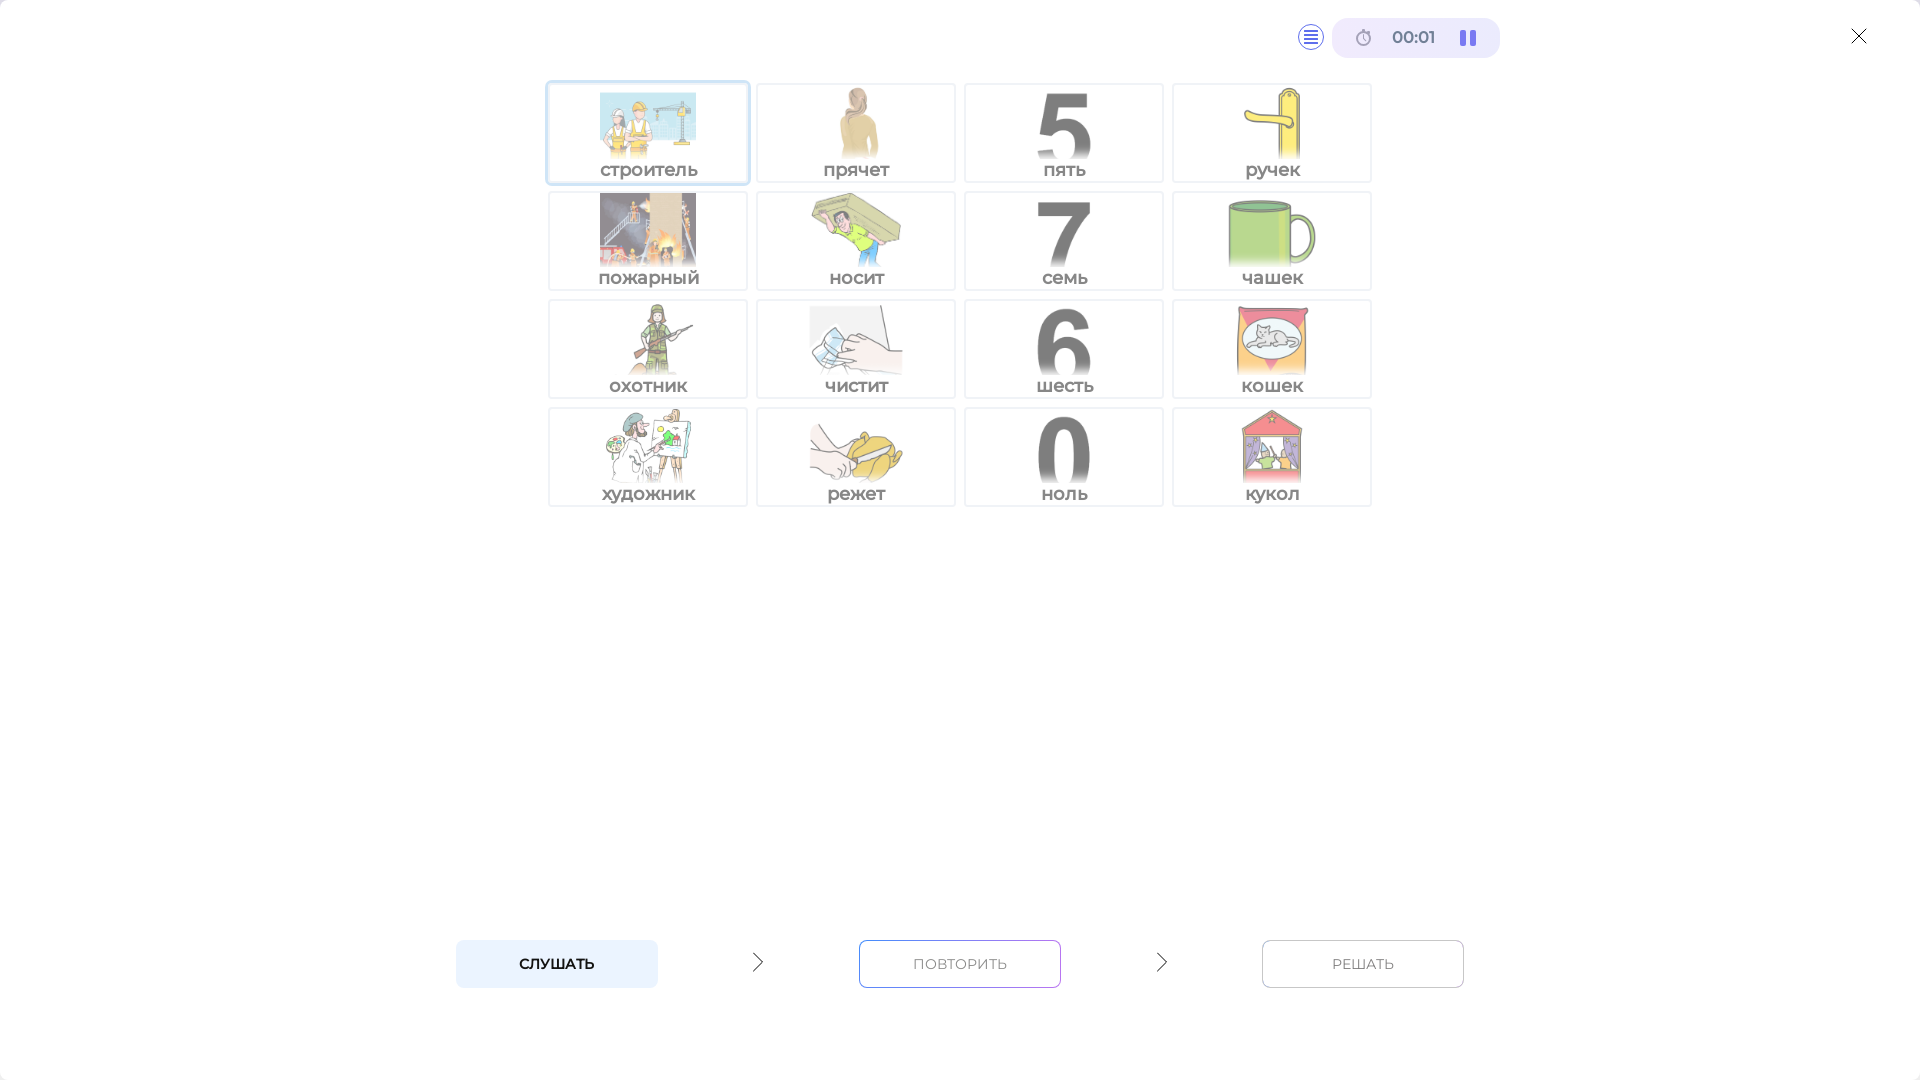 00:01
строитель прячет 5 пять ручек
пожарный носит 7 семь чашек
охотник чистит 6 шесть кошек
художник режет 0 ноль кукол
СЛУШАТЬ ПОВТОРИТЬ РЕШАТЬ